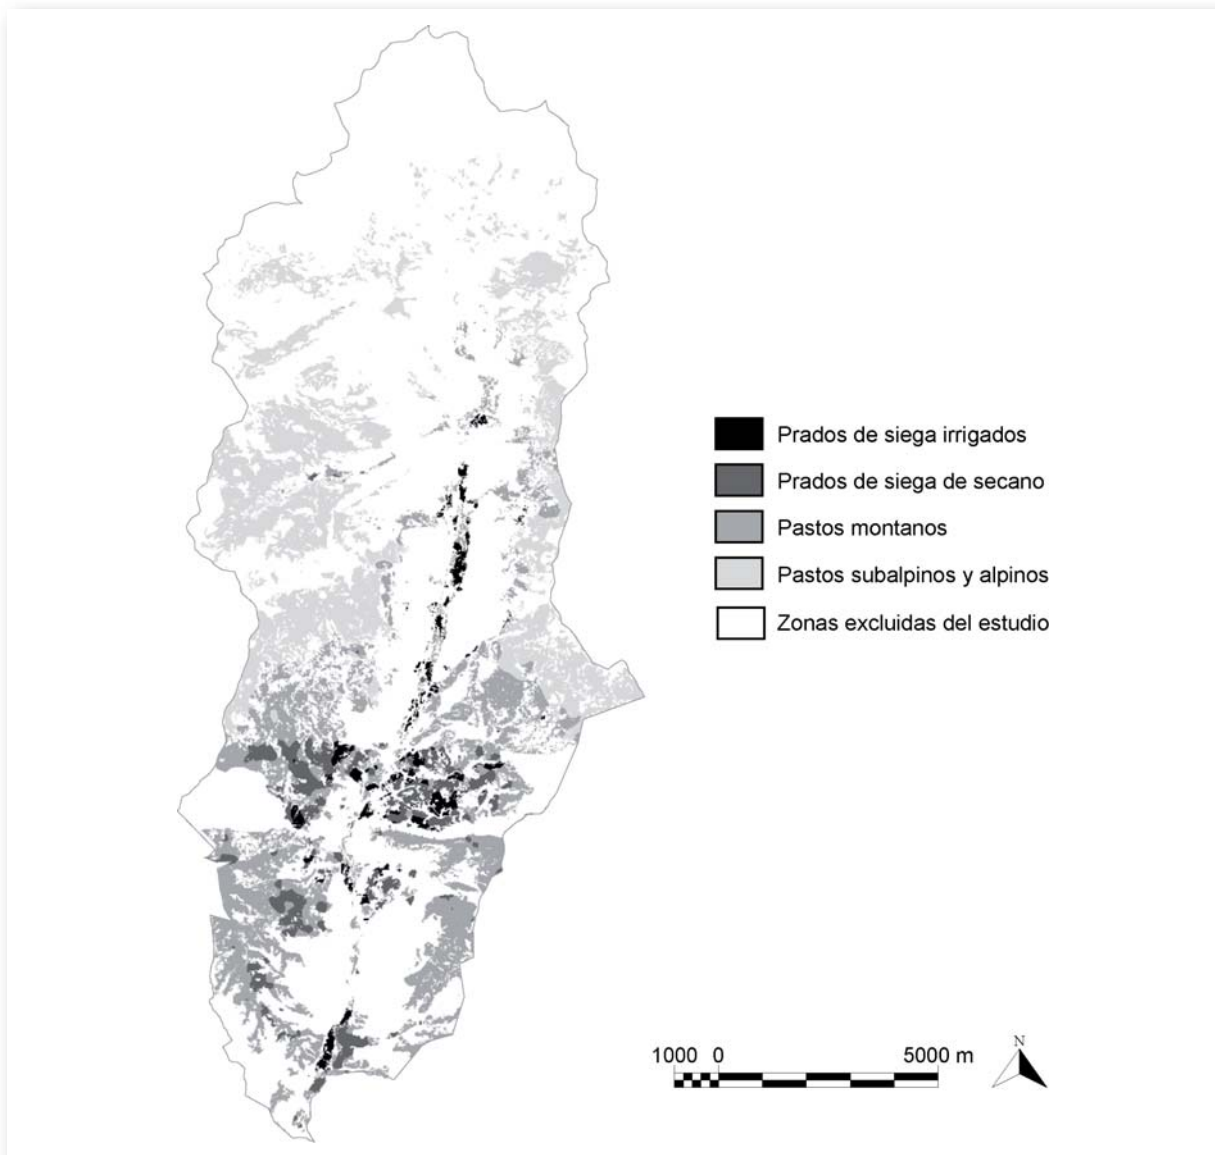 Prados de siega irrigados
Prados de siega de secano
Pastos montanos
Pastos subalpinos y alpinos
Zonas excluidas del estudio
1000 0 5000 m
N